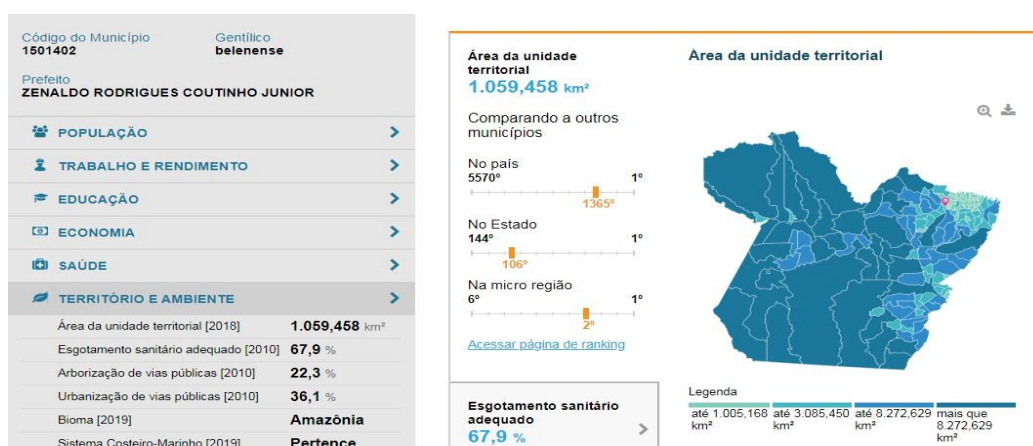 Código do Município Gentílico
1501402 belenense
Prefeito
ZENALDO RODRIGUES COUTINHO JUNIOR
POPULAÇÃO
TRABALHO E RENDIMENTO
EDUCAÇÃO
ECONOMIA
SAÚDE
TERRITÓRIO E AMBIENTE
Área da unidade territorial [2018] 1.059,458 km²
Esgotamento sanitário adequado [2010] 67,9 %
Arborização de vias públicas [2010] 22,3 %
Urbanização de vias públicas [2010] 36,1 %
Bioma [2019] Amazônia
Sistema Costeiro-Marinho [2019] Pertence
Área da unidade
territorial
1.059,458 km²
Comparando a outros
municípios
No país
5570º 1º
1365º
No Estado
144º 1º
106º
Na micro região
6º 1º
2º
Acessar página de ranking
Esgotamento sanitário
adequado
67,9 %
Área da unidade territorial
Legenda
até 1.005,168 até 3.085,450 até 8.272,629 mais que
km² km² km² 8.272,629
km²